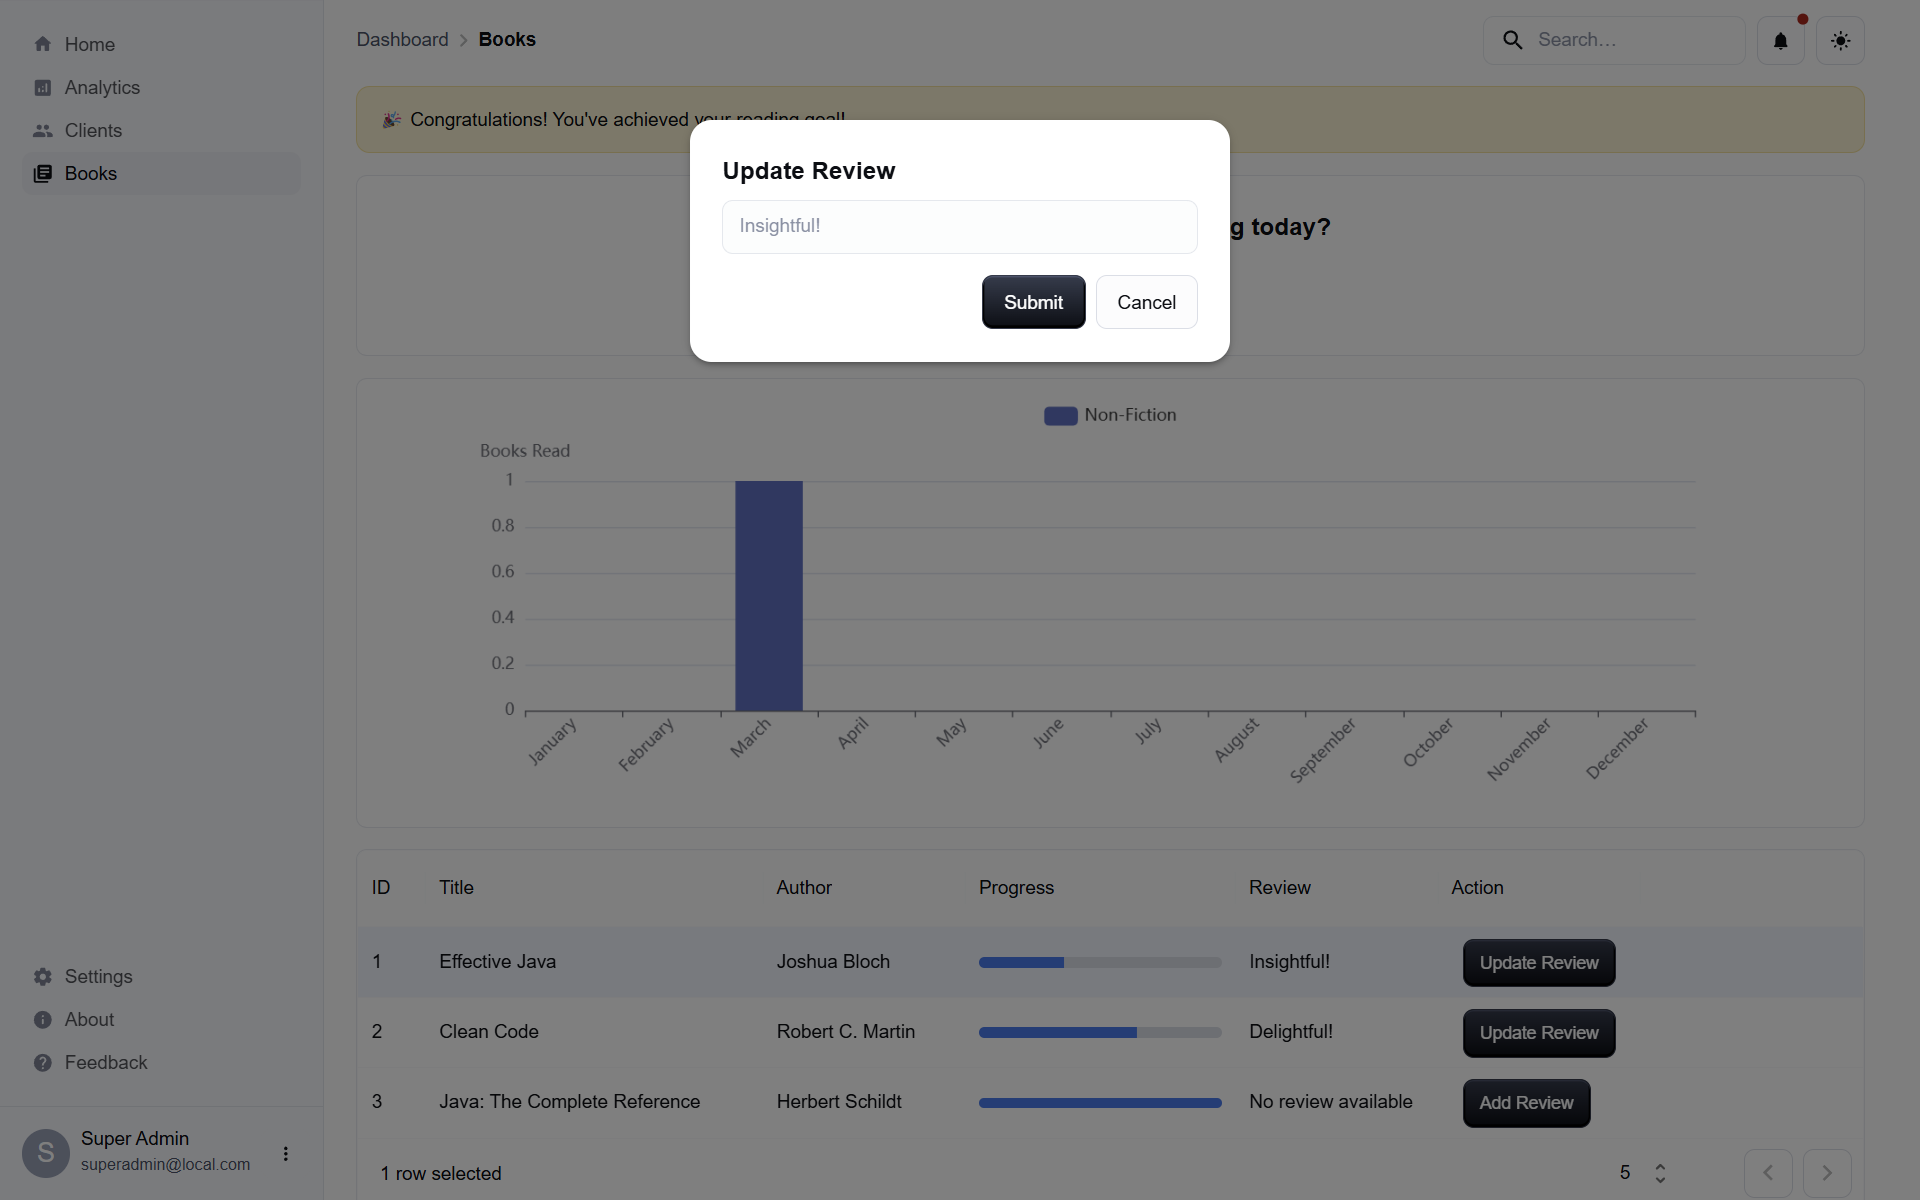 Home
Analytics
Clients
Books
Settings
About
Feedback
S
Super Admin
superadmin@local.com
Dashboard > Books
Search…
🎉 Congratulations! You've achieved your reading goal!
g today?
Update Review
Insightful!
Submit Cancel
Non-Fiction
Books Read
1
0.8
0.6
0.4
0.2
0
January February March April May June July August September October November December
ID Title Author Progress Review Action
1 Effective Java Joshua Bloch Insightful! Update Review
2 Clean Code Robert C. Martin Delightful! Update Review
3 Java: The Complete Reference Herbert Schildt No review available Add Review
1 row selected 5